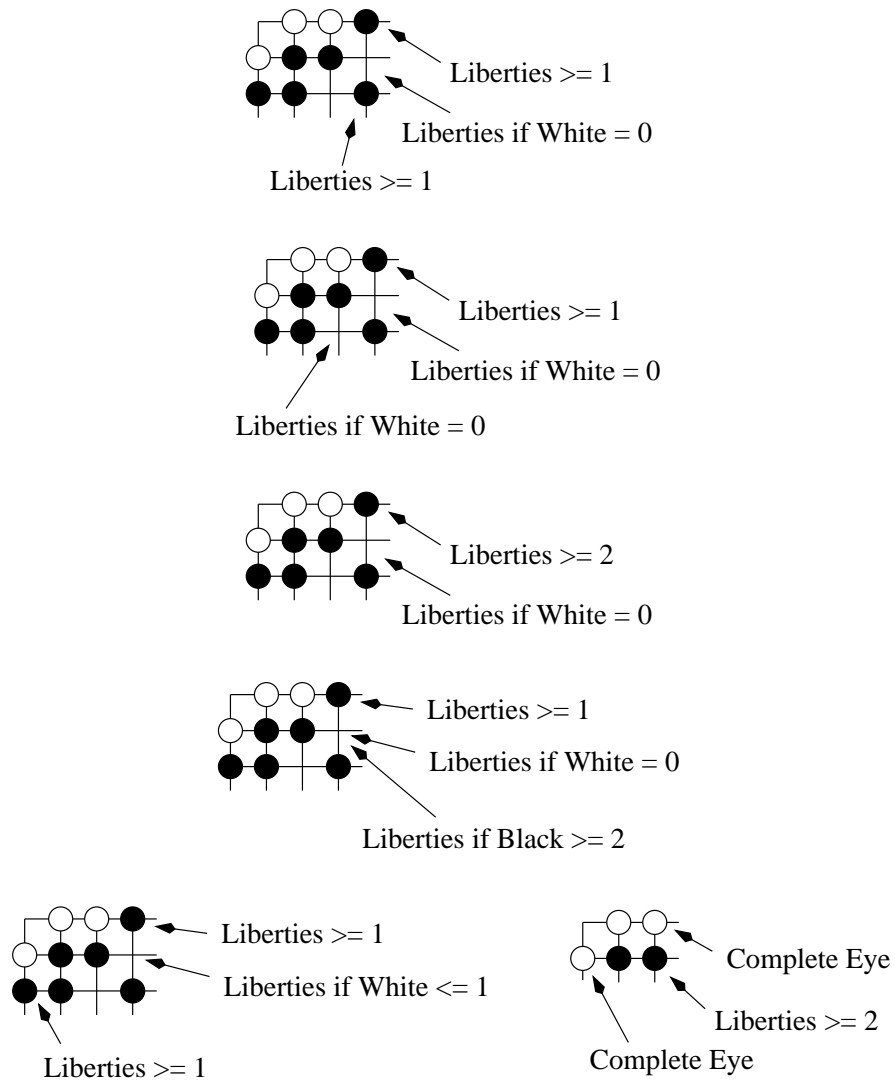 Liberties >= 1
Liberties if White = 0
Liberties >= 1
Liberties >= 1
Liberties if White = 0
Liberties if White = 0
Liberties >= 2
Liberties if White = 0
Liberties >= 1
Liberties if White = 0
Liberties if Black >= 2
Liberties >= 1
Liberties if White <= 1
Liberties >= 1
Complete Eye
Liberties >= 2
Complete Eye